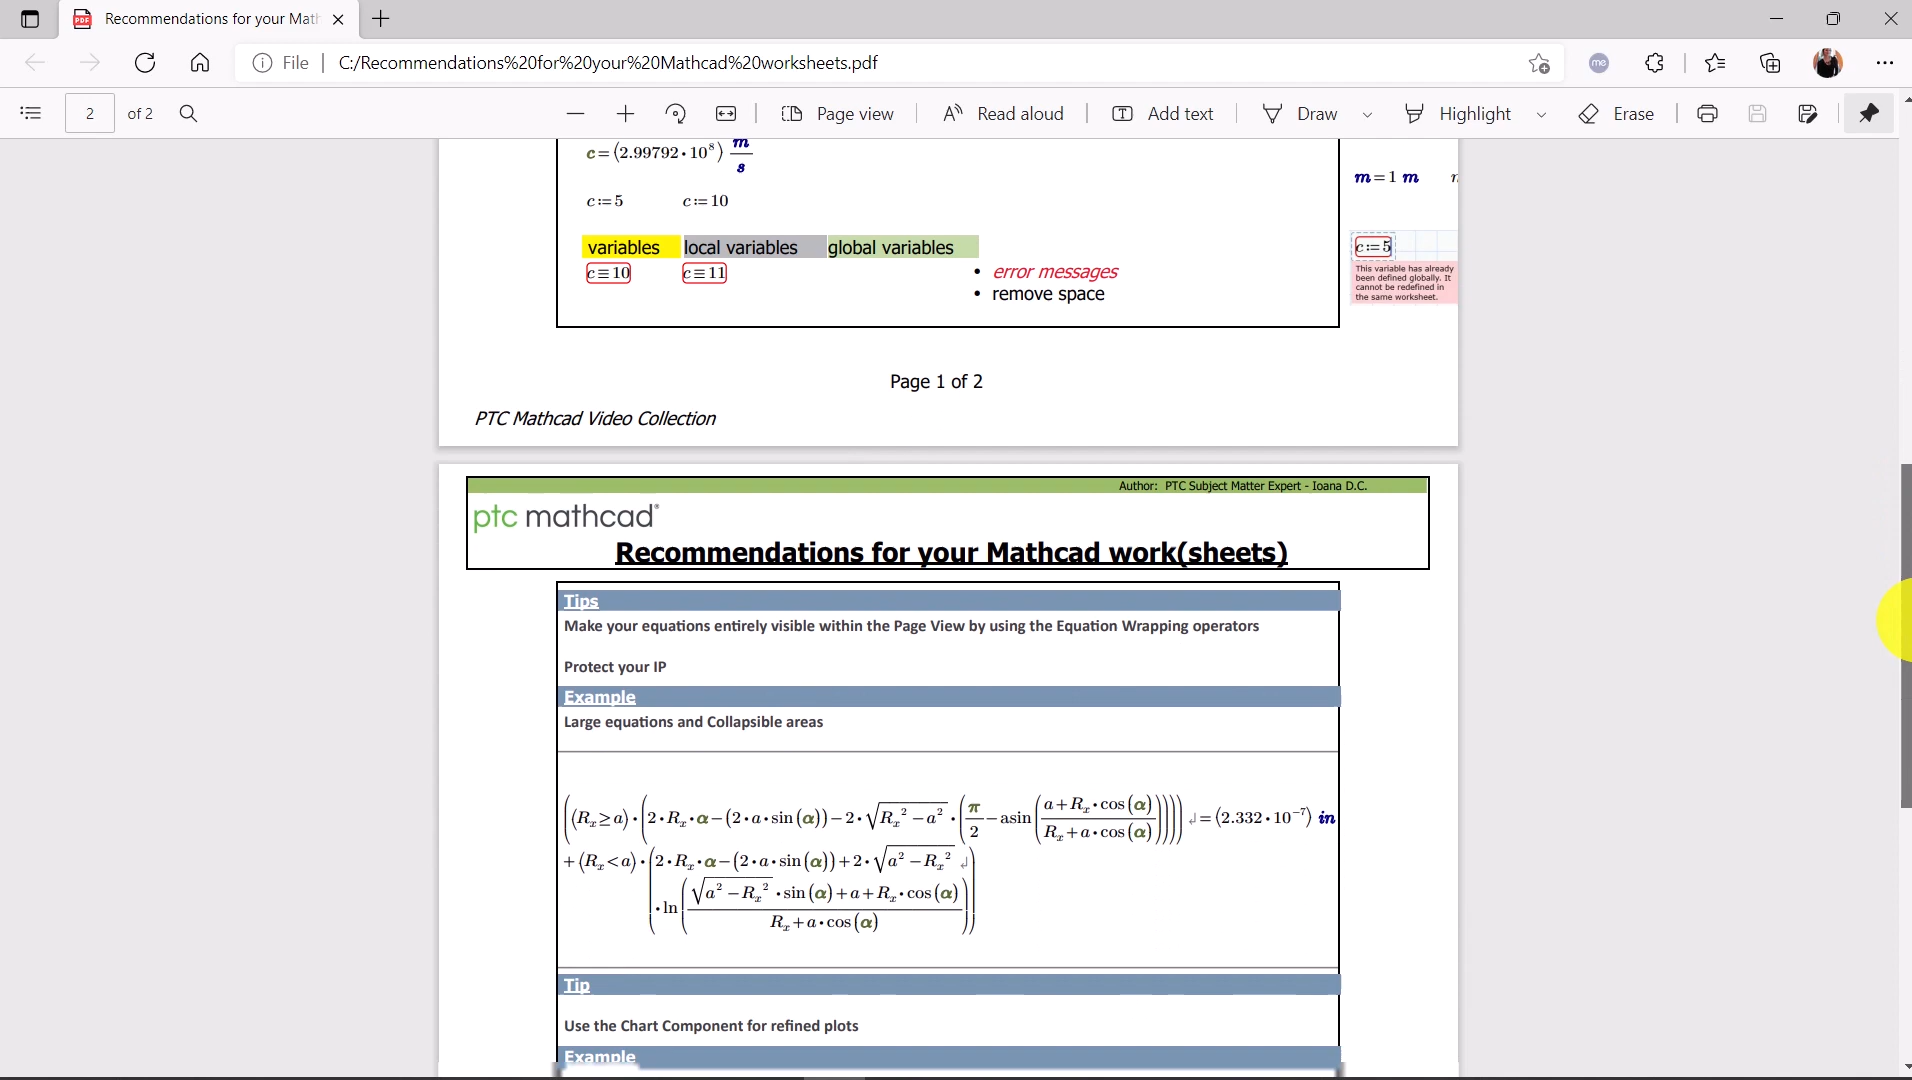 Recommendations for your Math
File C:/Recommendations%20for%20your%20Mathcad%20worksheets.pdf me
2 of 2 Page view Read aloud Add text Draw Highlight Erase
c=(2.99792·10⁸) m/s
m=1 m
c:=5 c:=10
variables local variables global variables
c:=5
c≡10 c≡11
• error messages
• remove space
This variable has already
been defined globally. It
cannot be redefined in
the same worksheet.
Page 1 of 2
PTC Mathcad Video Collection
Author: PTC Subject Matter Expert - Ioana D.C.
ptc mathcad®
Recommendations for your Mathcad work(sheets)
Tips
Make your equations entirely visible within the Page View by using the Equation Wrapping operators
Protect your IP
Example
Large equations and Collapsible areas
((Rₓ≥a)·(2·Rₓ·α−(2·a·sin(α))−2·√(Rₓ²−a²)·(π/2−asin((a+Rₓ·cos(α))/(Rₓ+a·cos(α)))))) ↲=(2.332·10⁻⁷) in
+(Rₓ<a)·(2·Rₓ·α−(2·a·sin(α))+2·√(a²−Rₓ²) ↲
·ln((√(a²−Rₓ²)·sin(α)+a+Rₓ·cos(α))/(Rₓ+a·cos(α))))
Tip
Use the Chart Component for refined plots
Example